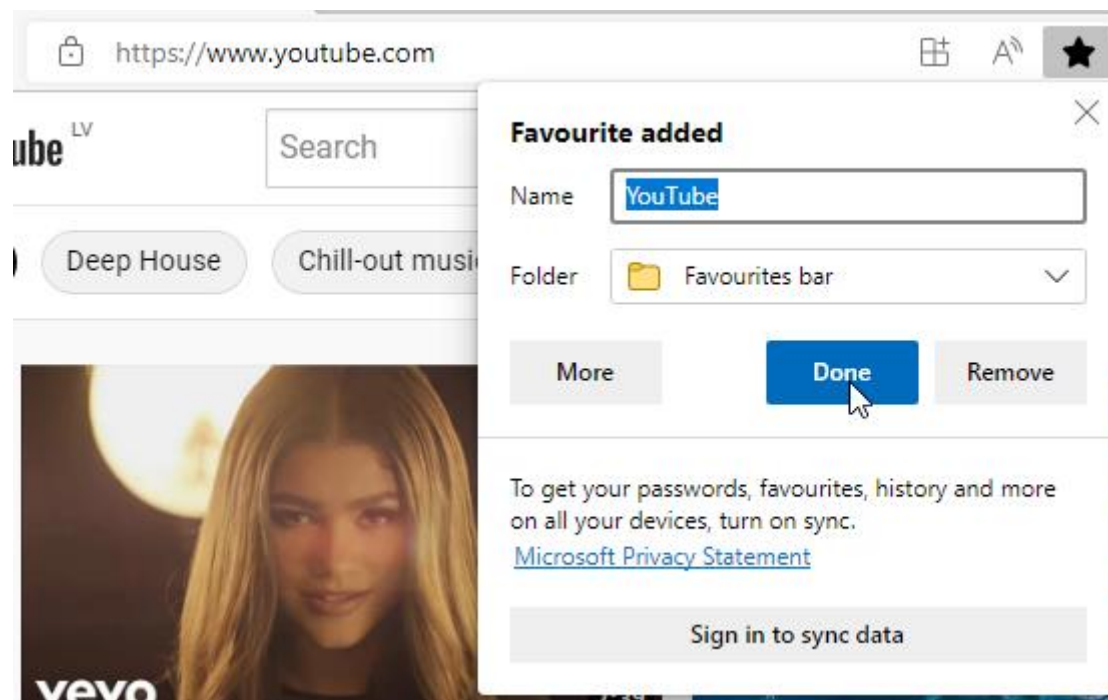 https://www.youtube.com
Favourite added
ube LV
Search
Name YouTube
Deep House
Chill-out musi
Folder Favourites bar
More
Done
Remove
To get your passwords, favourites, history and more
on all your devices, turn on sync.
Microsoft Privacy Statement
Sign in to sync data
vevo